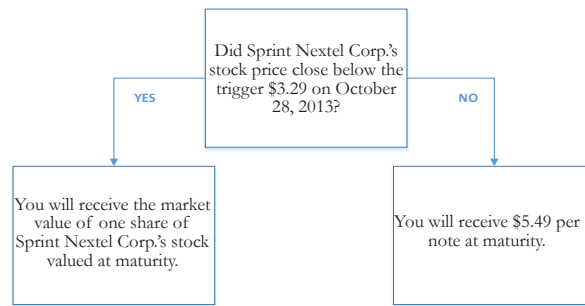 Did Sprint Nextel Corp.'s
stock price close below the
trigger $3.29 on October
28, 2013?
YES
NO
You will receive the market
value of one share of
Sprint Nextel Corp.'s stock
valued at maturity.
You will receive $5.49 per
note at maturity.